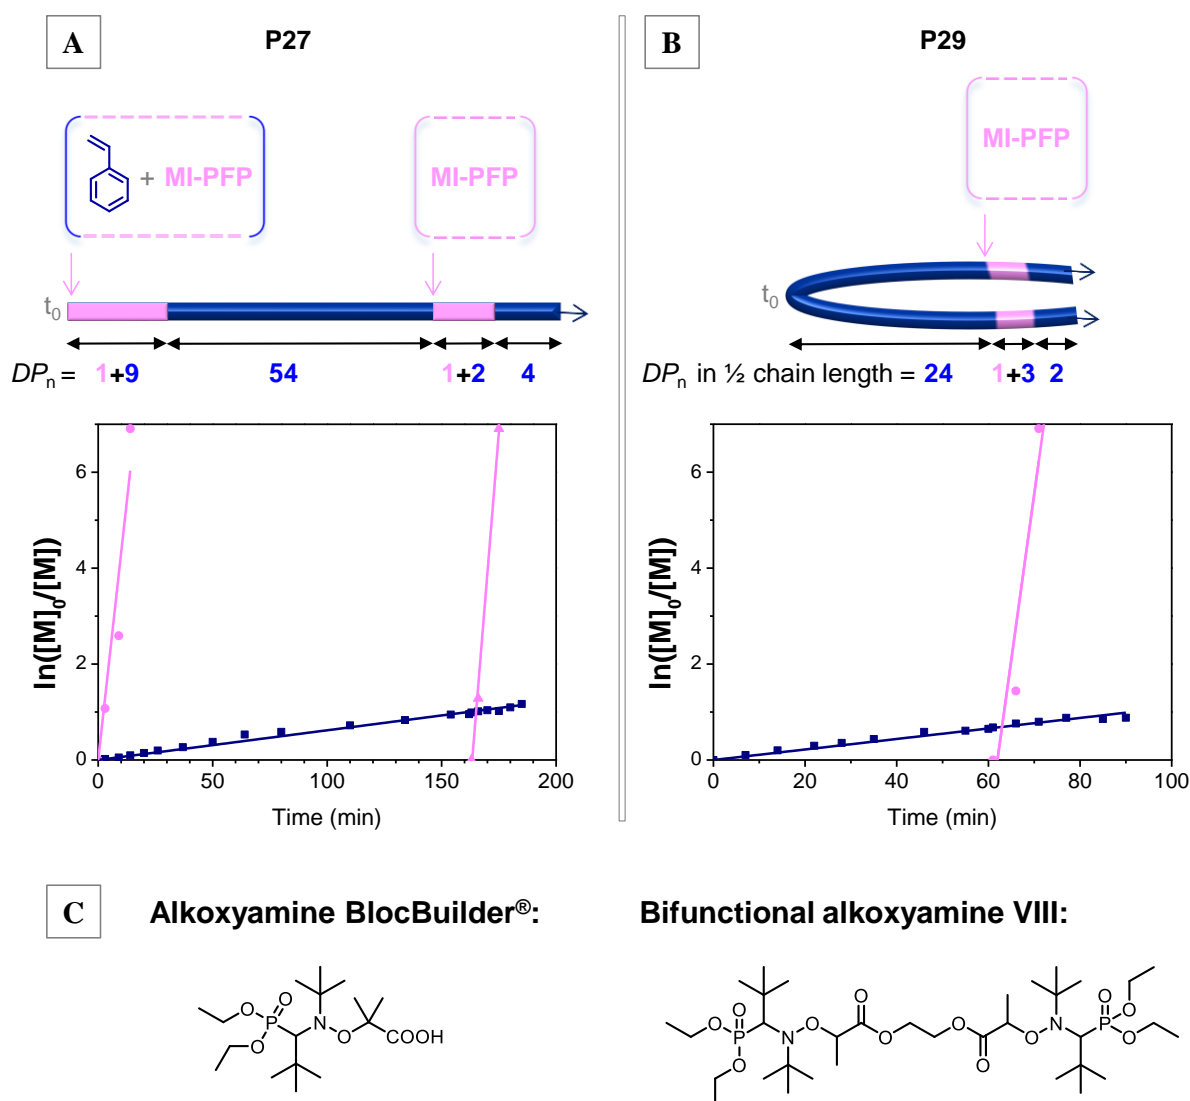 A
P27
B
P29
+ MI-PFP
MI-PFP
MI-PFP
t0
t0
DPn = 1+9 54 1+2 4
DPn in ½ chain length = 24 1+3 2
ln([M]0/[M])
6
4
2
0
0 50 100 150 200
Time (min)
ln([M]0/[M])
6
4
2
0
0 20 40 60 80 100
Time (min)
C
Alkoxyamine BlocBuilder®:
Bifunctional alkoxyamine VIII:
O
O
P
N
O
O
COOH
O
O
P
O
N
O
O
O
O
O
O
N
O
P
O
O